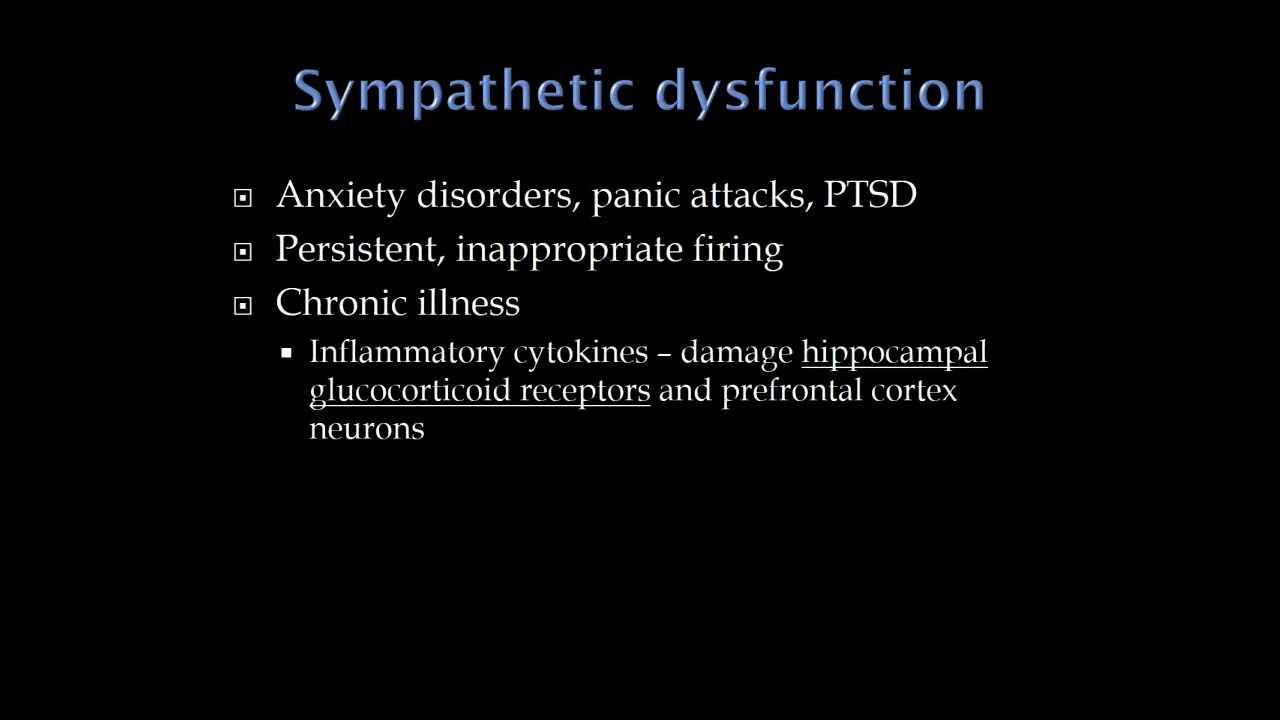 Sympathetic dysfunction
Anxiety disorders, panic attacks, PTSD
Persistent, inappropriate firing
Chronic illness
Inflammatory cytokines – damage hippocampal
glucocorticoid receptors and prefrontal cortex
neurons